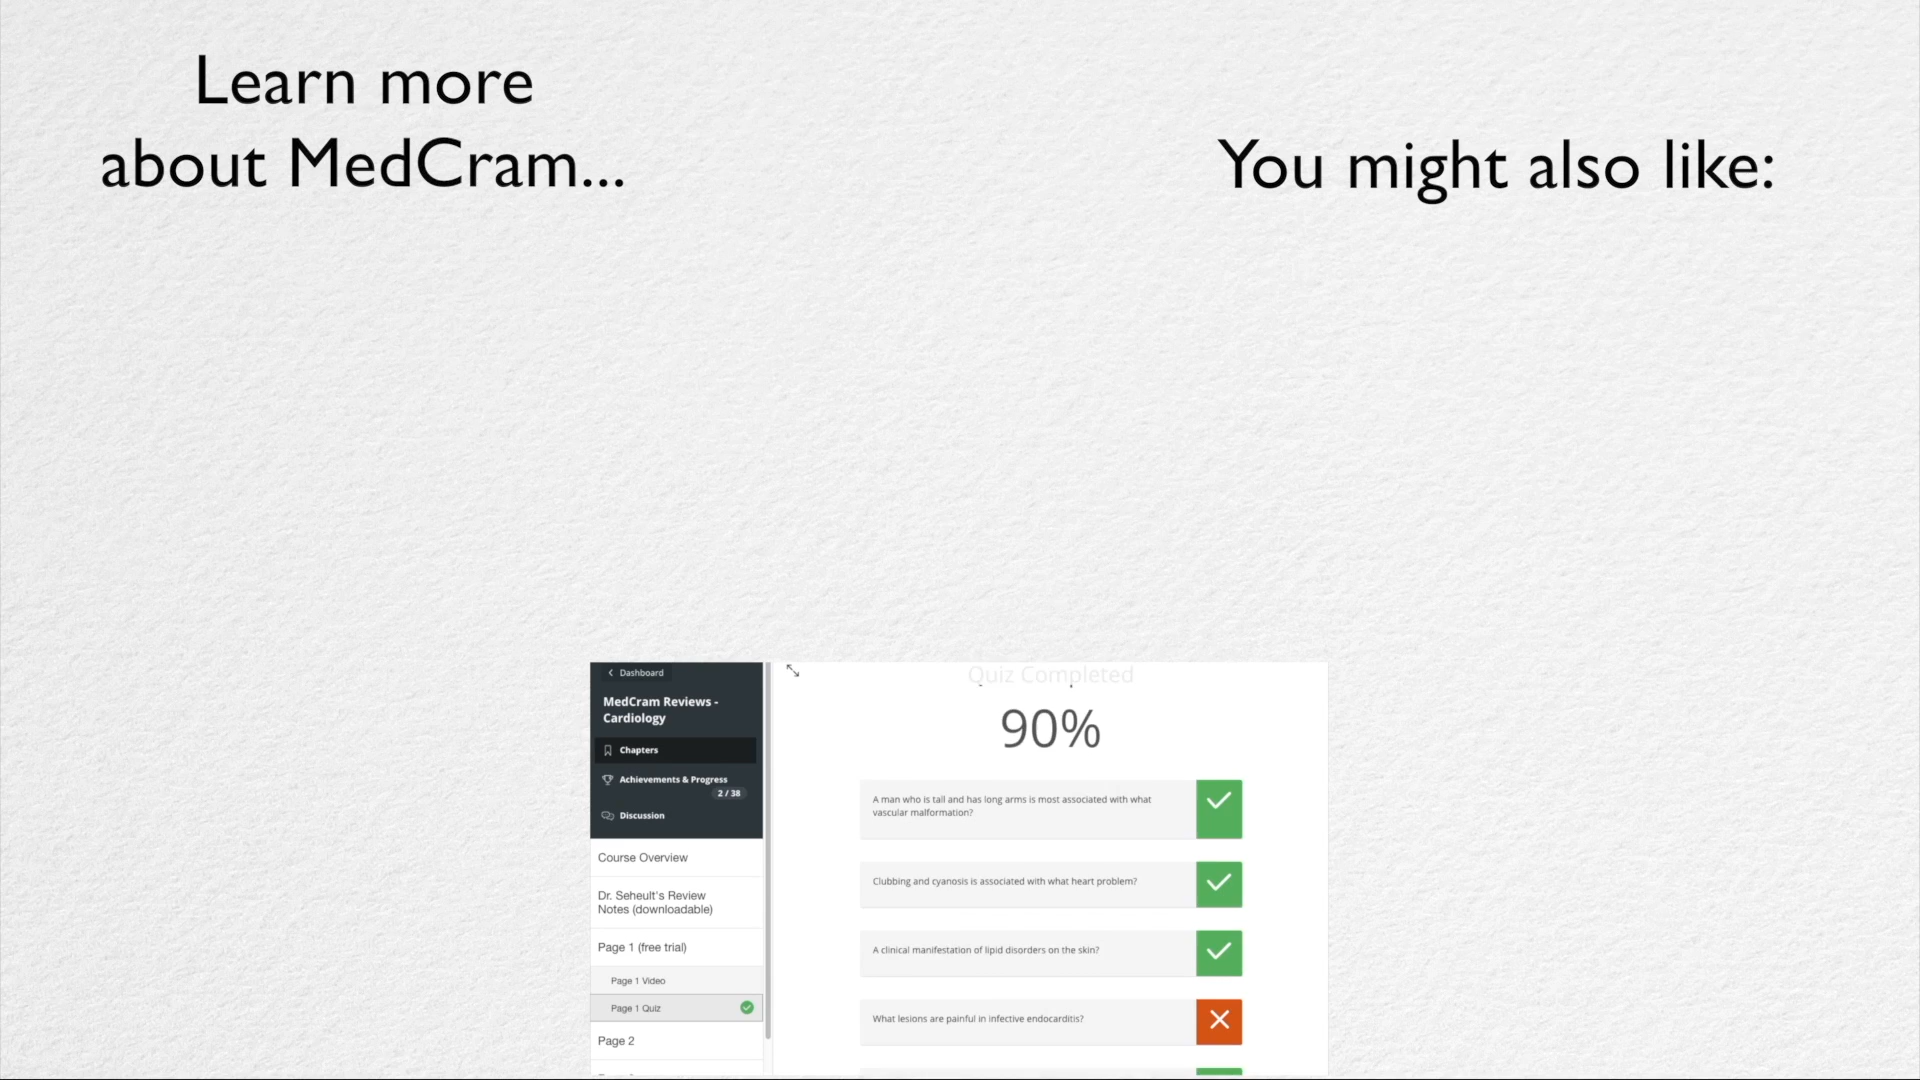 Learn more
about MedCram...
You might also like:
Dashboard
MedCram Reviews -
Cardiology
Chapters
Achievements & Progress
2 / 38
Discussion
Course Overview
Dr. Seheult's Review
Notes (downloadable)
Page 1 (free trial)
Page 1 Video
Page 1 Quiz
Page 2
Quiz Completed
90%
A man who is tall and has long arms is most associated with what
vascular malformation?
Clubbing and cyanosis is associated with what heart problem?
A clinical manifestation of lipid disorders on the skin?
What lesions are painful in infective endocarditis?